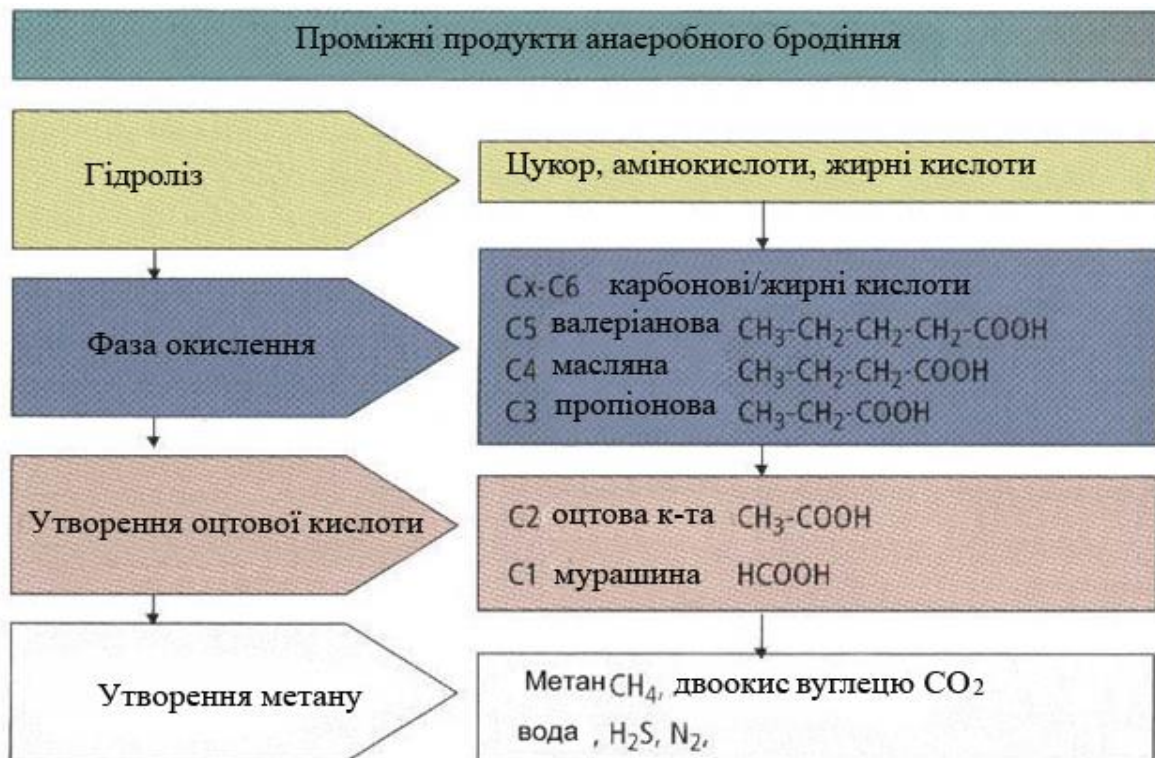 Проміжні продукти анаеробного бродіння
Гідроліз
Цукор, амінокислоти, жирні кислоти
Фаза окислення
Cx-C6 карбонові/жирні кислоти
C5 валеріанова CH₃-CH₂-CH₂-CH₂-COOH
C4 масляна CH₃-CH₂-CH₂-COOH
C3 пропіонова CH₃-CH₂-COOH
Утворення оцтової кислоти
C2 оцтова к-та CH₃-COOH
C1 мурашина HCOOH
Утворення метану
Метан CH₄, двоокис вуглецю CO₂
вода , H₂S, N₂,